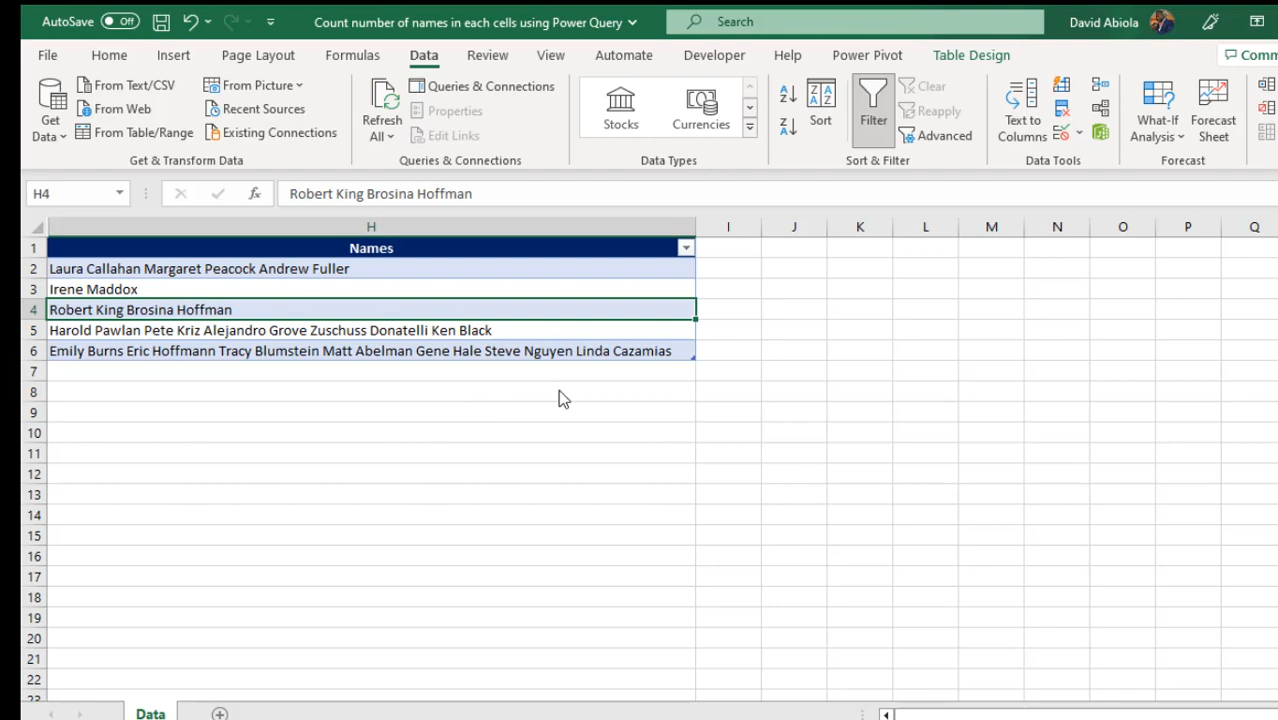 AutoSave Off Count number of names in each cells using Power Query Search David Abiola
File Home Insert Page Layout Formulas Data Review View Automate Developer Help Power Pivot Table Design Comm
Get Data
From Text/CSV
From Web
From Table/Range
From Picture
Recent Sources
Existing Connections
Get & Transform Data
Refresh All
Queries & Connections
Properties
Edit Links
Queries & Connections
Stocks Currencies
Data Types
Sort
Filter
Clear
Reapply
Advanced
Sort & Filter
Text to Columns
Data Tools
What-If Analysis
Forecast Sheet
Forecast
H4 fx Robert King Brosina Hoffman
H I J K L M N O P Q
1 Names
2 Laura Callahan Margaret Peacock Andrew Fuller
3 Irene Maddox
4 Robert King Brosina Hoffman
5 Harold Pawlan Pete Kriz Alejandro Grove Zuschuss Donatelli Ken Black
6 Emily Burns Eric Hoffmann Tracy Blumstein Matt Abelman Gene Hale Steve Nguyen Linda Cazamias
7
8
9
10
11
12
13
14
15
16
17
18
19
20
21
22
23
Data